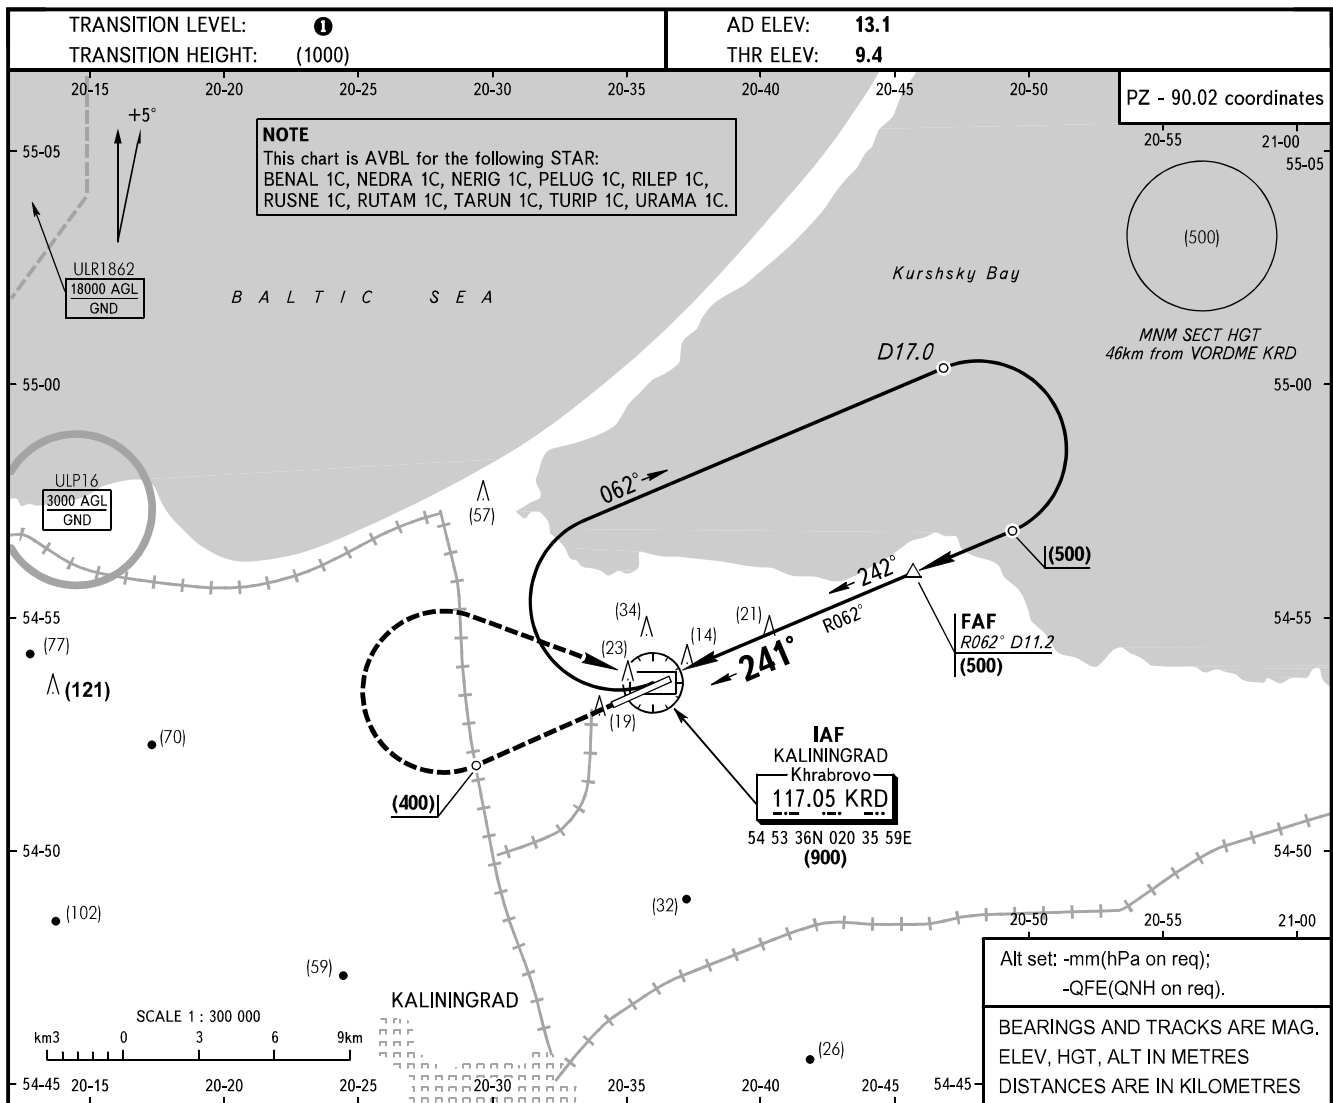 TRANSITION LEVEL: ❶
TRANSITION HEIGHT: (1000)
AD ELEV: 13.1
THR ELEV: 9.4
20-15 20-20 20-25 20-30 20-35 20-40 20-45 20-50
PZ - 90.02 coordinates
20-55 21-00
+5°
55-05
55-05
NOTE
This chart is AVBL for the following STAR:
BENAL 1C, NEDRA 1C, NERIG 1C, PELUG 1C, RILEP 1C,
RUSNE 1C, RUTAM 1C, TARUN 1C, TURIP 1C, URAMA 1C.
(500)
MNM SECT HGT
46km from VORDME KRD
ULR1862
18000 AGL
GND
BALTIC SEA
Kurshsky Bay
D17.0
55-00
55-00
ULP16
3000 AGL
GND
062°
(57)
(500)
242°
R062°
241°
FAF
R062° D11.2
(500)
54-55
54-55
(34)
(21)
(23)
(14)
(19)
(77)
(121)
(70)
(400)
IAF
KALININGRAD
Khrabrovo
117.05 KRD
54 53 36N 020 35 59E
(900)
54-50
54-50
(102)
(32)
(59)
20-50 20-55 21-00
KALININGRAD
(26)
SCALE 1 : 300 000
km3 0 3 6 9km
Alt set: -mm(hPa on req);
-QFE(QNH on req).
BEARINGS AND TRACKS ARE MAG.
ELEV, HGT, ALT IN METRES
DISTANCES ARE IN KILOMETRES
54-45 20-15 20-20 20-25 20-30 20-35 20-40 20-45 54-45